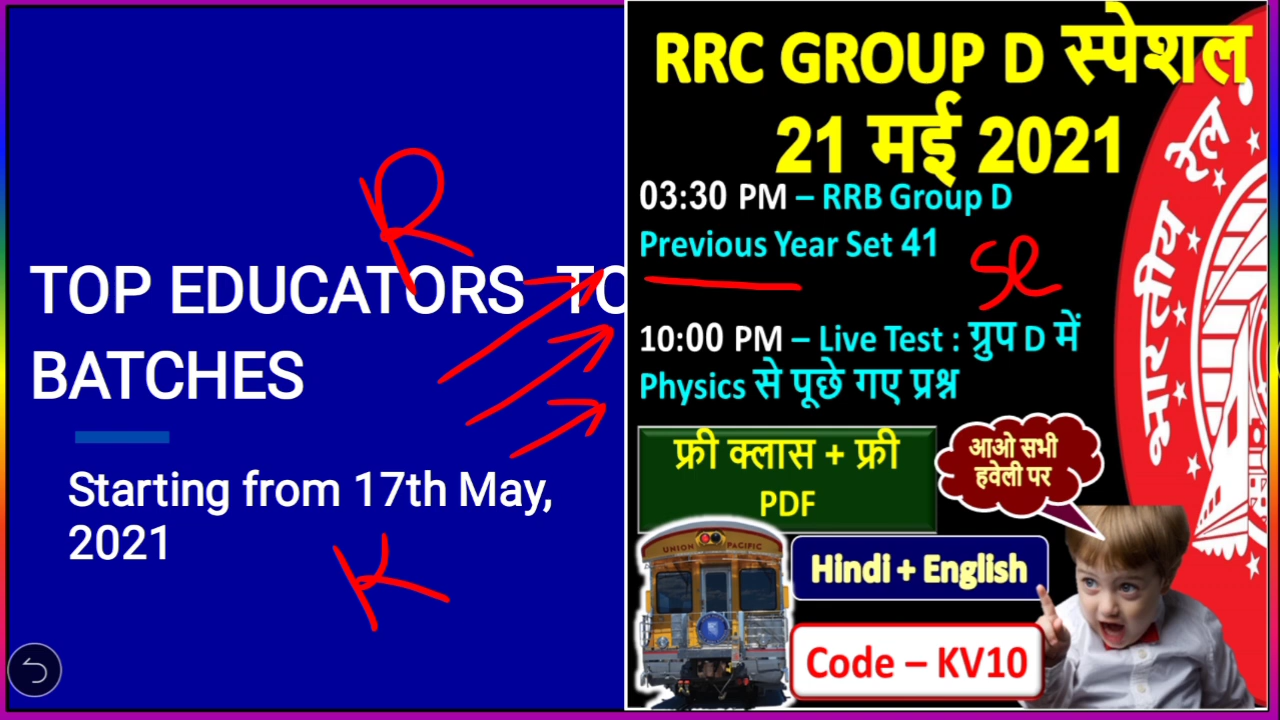 TOP EDUCATORS TO
BATCHES
Starting from 17th May,
2021
R
K
RRC GROUP D स्पेशल
21 मई 2021
03:30 PM – RRB Group D
Previous Year Set 41
10:00 PM – Live Test : ग्रुप D में
Physics से पूछे गए प्रश्न
फ्री क्लास + फ्री
PDF
आओ सभी
हवेली पर
UNION PACIFIC
Hindi + English
Code – KV10
भारतीय रेल